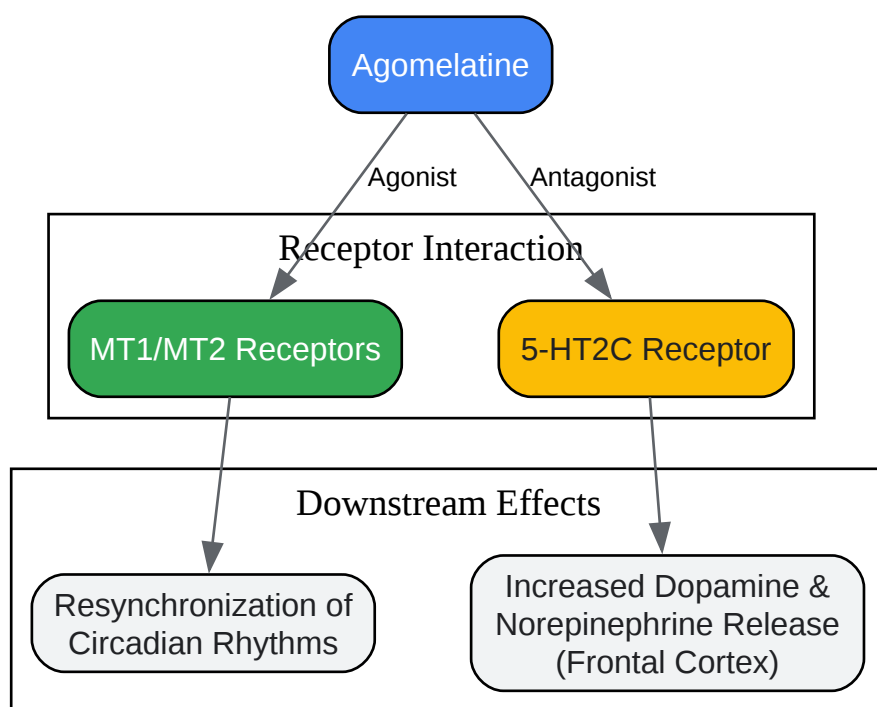 Agomelatine
Agonist
Antagonist
Receptor Interaction
MT1/MT2 Receptors
5-HT2C Receptor
Downstream Effects
Resynchronization of
Circadian Rhythms
Increased Dopamine &
Norepinephrine Release
(Frontal Cortex)